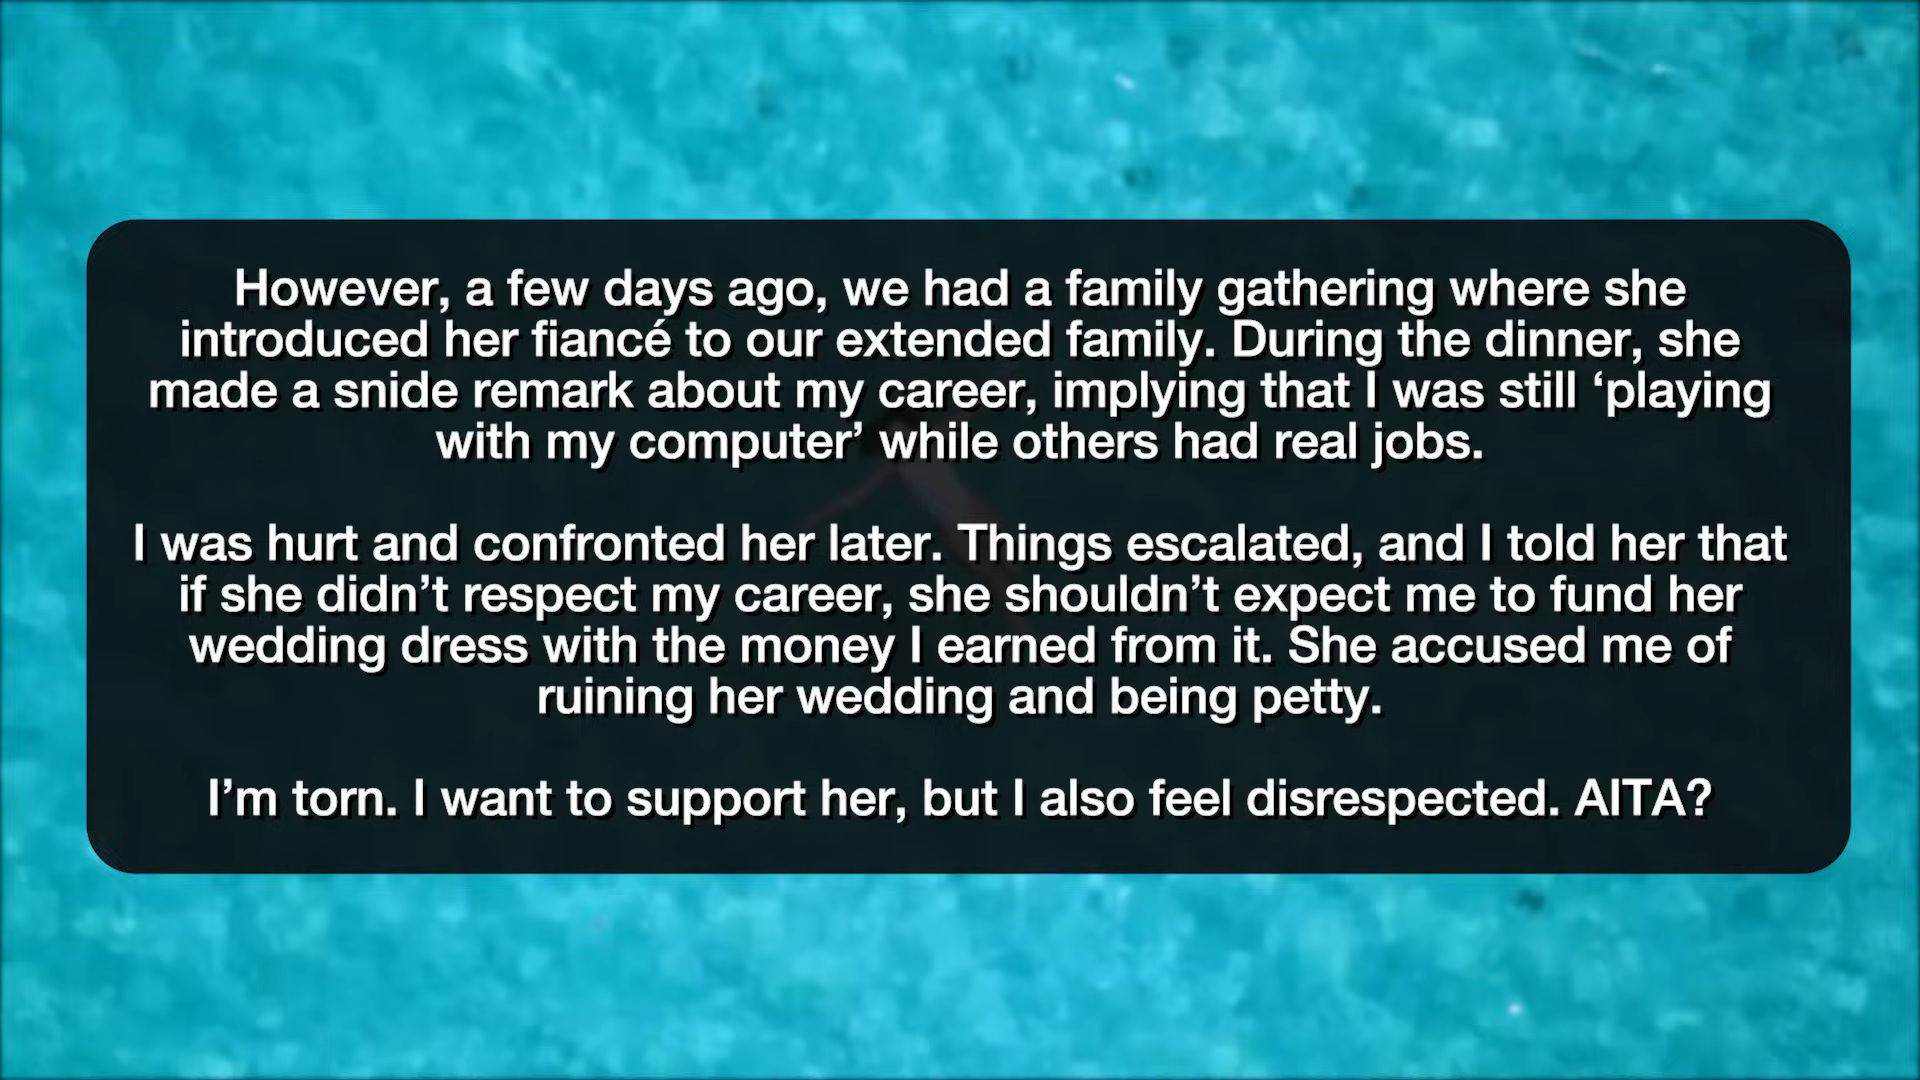 However, a few days ago, we had a family gathering where she
introduced her fiancé to our extended family. During the dinner, she
made a snide remark about my career, implying that I was still ‘playing
with my computer’ while others had real jobs.
I was hurt and confronted her later. Things escalated, and I told her that
if she didn’t respect my career, she shouldn’t expect me to fund her
wedding dress with the money I earned from it. She accused me of
ruining her wedding and being petty.
I’m torn. I want to support her, but I also feel disrespected. AITA?